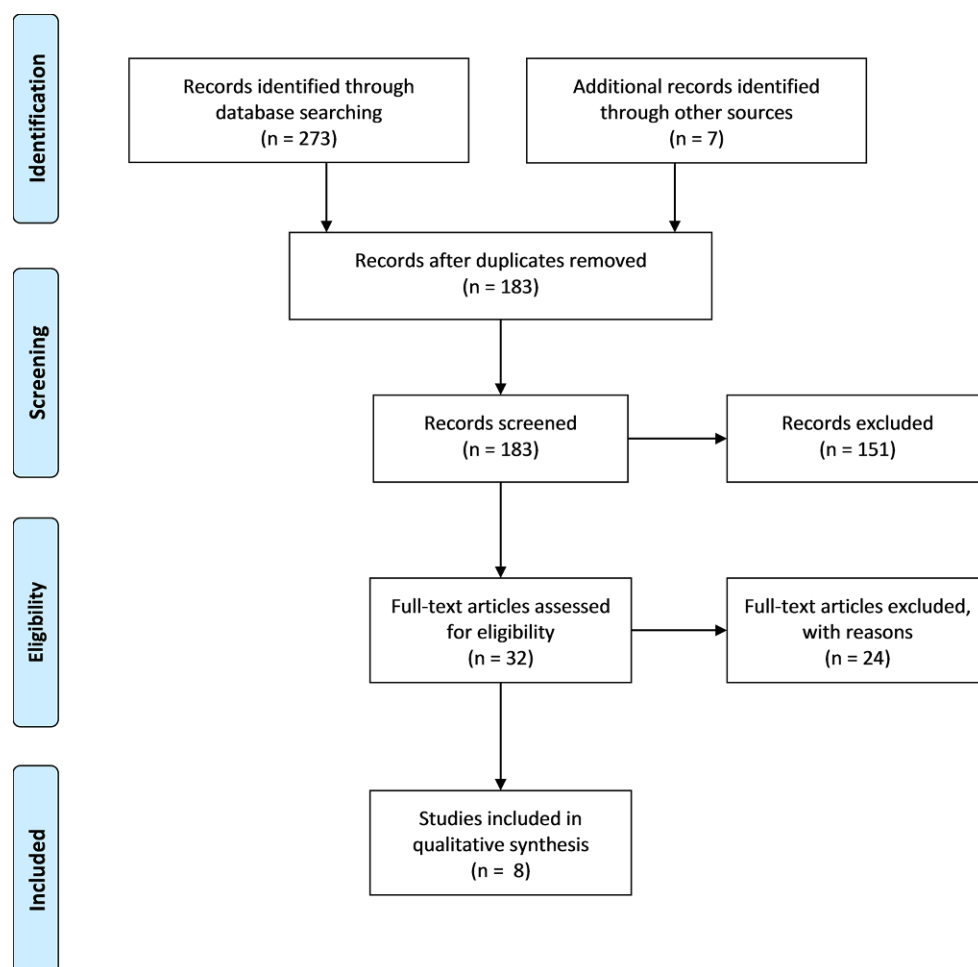 Identification
Records identified through
database searching
(n = 273)
Additional records identified
through other sources
(n = 7)
Records after duplicates removed
(n = 183)
Screening
Records screened
(n = 183)
Records excluded
(n = 151)
Eligibility
Full-text articles assessed
for eligibility
(n = 32)
Full-text articles excluded,
with reasons
(n = 24)
Included
Studies included in
qualitative synthesis
(n = 8)